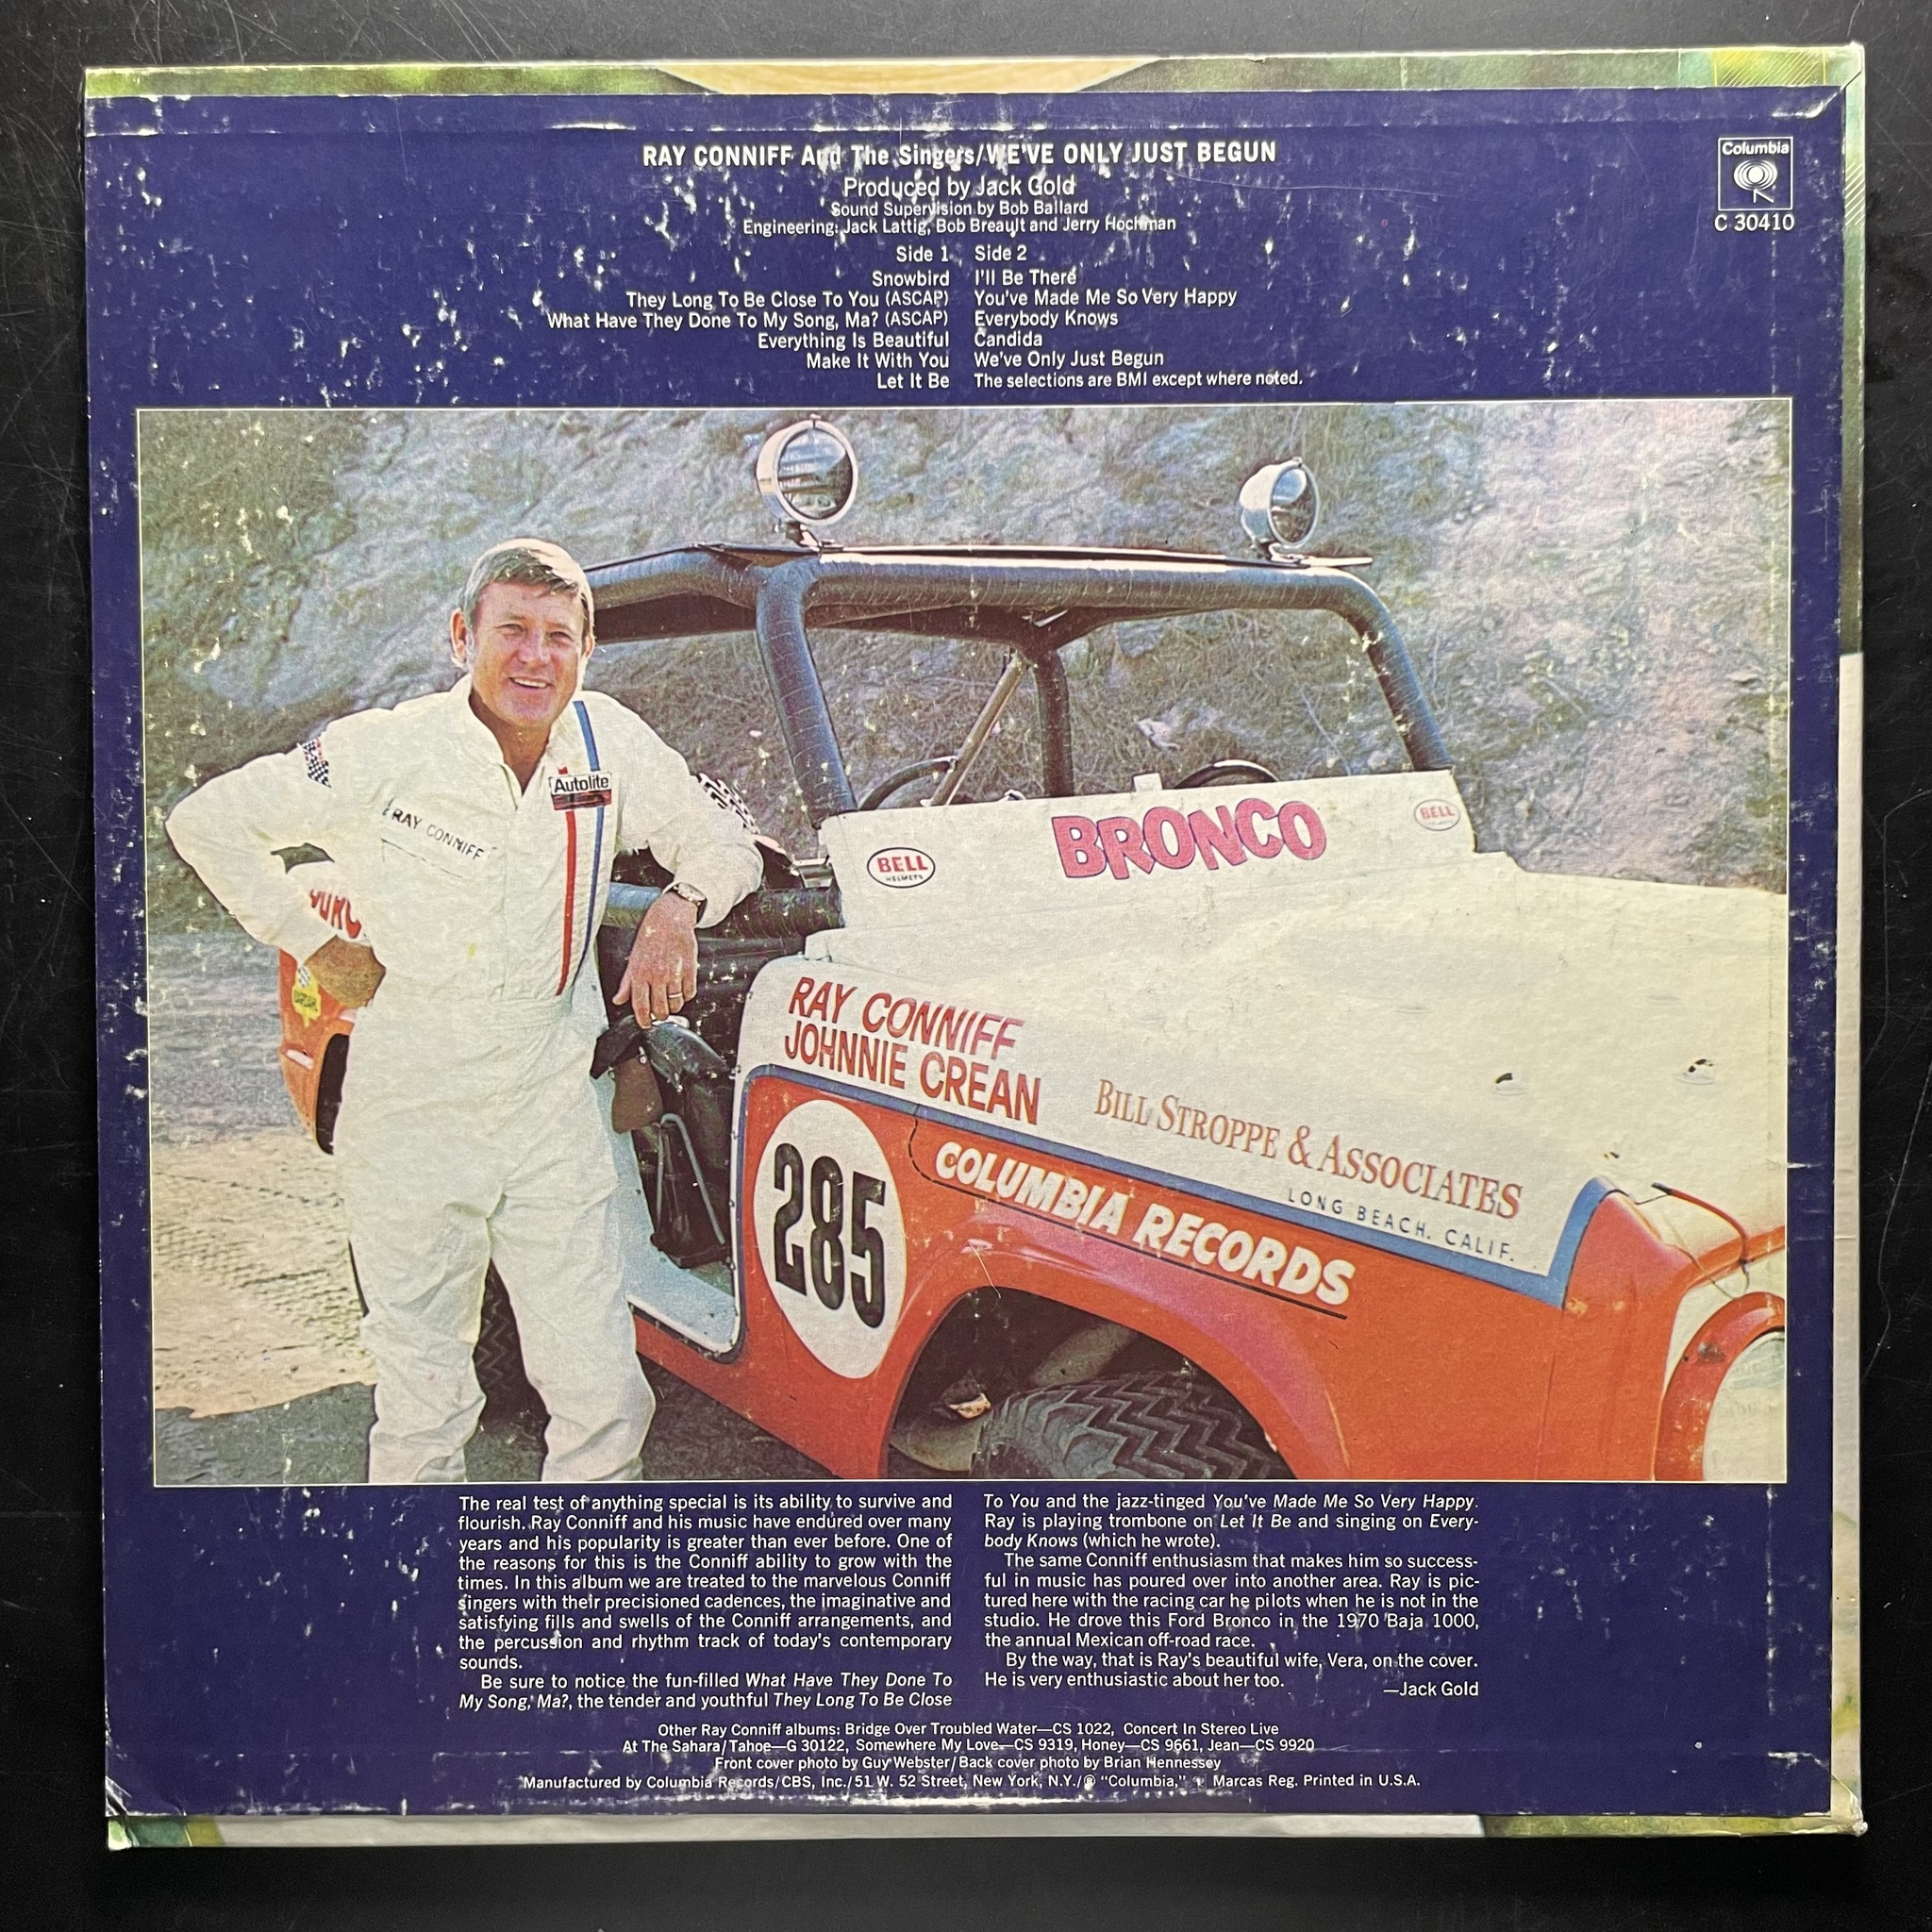 RAY CONNIFF And The Singers/WE'VE ONLY JUST BEGUN
Produced by Jack Gold
Sound Supervision by Bob Ballard
Engineering: Jack Lattig, Bob Breault and Jerry Hochman
Columbia
C 30410
Side 1
Snowbird
They Long To Be Close To You (ASCAP)
What Have They Done To My Song, Ma? (ASCAP)
Everything Is Beautiful
Make It With You
Let It Be
Side 2
I'll Be There
You've Made Me So Very Happy
Everybody Knows
Candida
We've Only Just Begun
The selections are BMI except where noted.
Autolite
RAY CONNIFF
BRONCO
BELL
HELMETS
BELL
RAY CONNIFF
JOHNNIE CREAN
BILL STROPPE & ASSOCIATES
LONG BEACH, CALIF.
285
COLUMBIA RECORDS
The real test of anything special is its ability to survive and
flourish. Ray Conniff and his music have endured over many
years and his popularity is greater than ever before. One of
the reasons for this is the Conniff ability to grow with the
times. In this album we are treated to the marvelous Conniff
singers with their precisioned cadences, the imaginative and
satisfying fills and swells of the Conniff arrangements, and
the percussion and rhythm track of today's contemporary
sounds.
Be sure to notice the fun-filled What Have They Done To
My Song, Ma?, the tender and youthful They Long To Be Close
To You and the jazz-tinged You've Made Me So Very Happy.
Ray is playing trombone on Let It Be and singing on Every-
body Knows (which he wrote).
The same Conniff enthusiasm that makes him so success-
ful in music has poured over into another area. Ray is pic-
tured here with the racing car he pilots when he is not in the
studio. He drove this Ford Bronco in the 1970 Baja 1000,
the annual Mexican off-road race.
By the way, that is Ray's beautiful wife, Vera, on the cover.
He is very enthusiastic about her too.
—Jack Gold
Other Ray Conniff albums: Bridge Over Troubled Water—CS 1022, Concert In Stereo Live
At The Sahara/Tahoe—G 30122, Somewhere My Love—CS 9319, Honey—CS 9661, Jean—CS 9920
Front cover photo by Guy Webster/Back cover photo by Brian Hennessey
Manufactured by Columbia Records/CBS, Inc./51 W. 52 Street, New York, N.Y./® "Columbia," Marcas Reg. Printed in U.S.A.